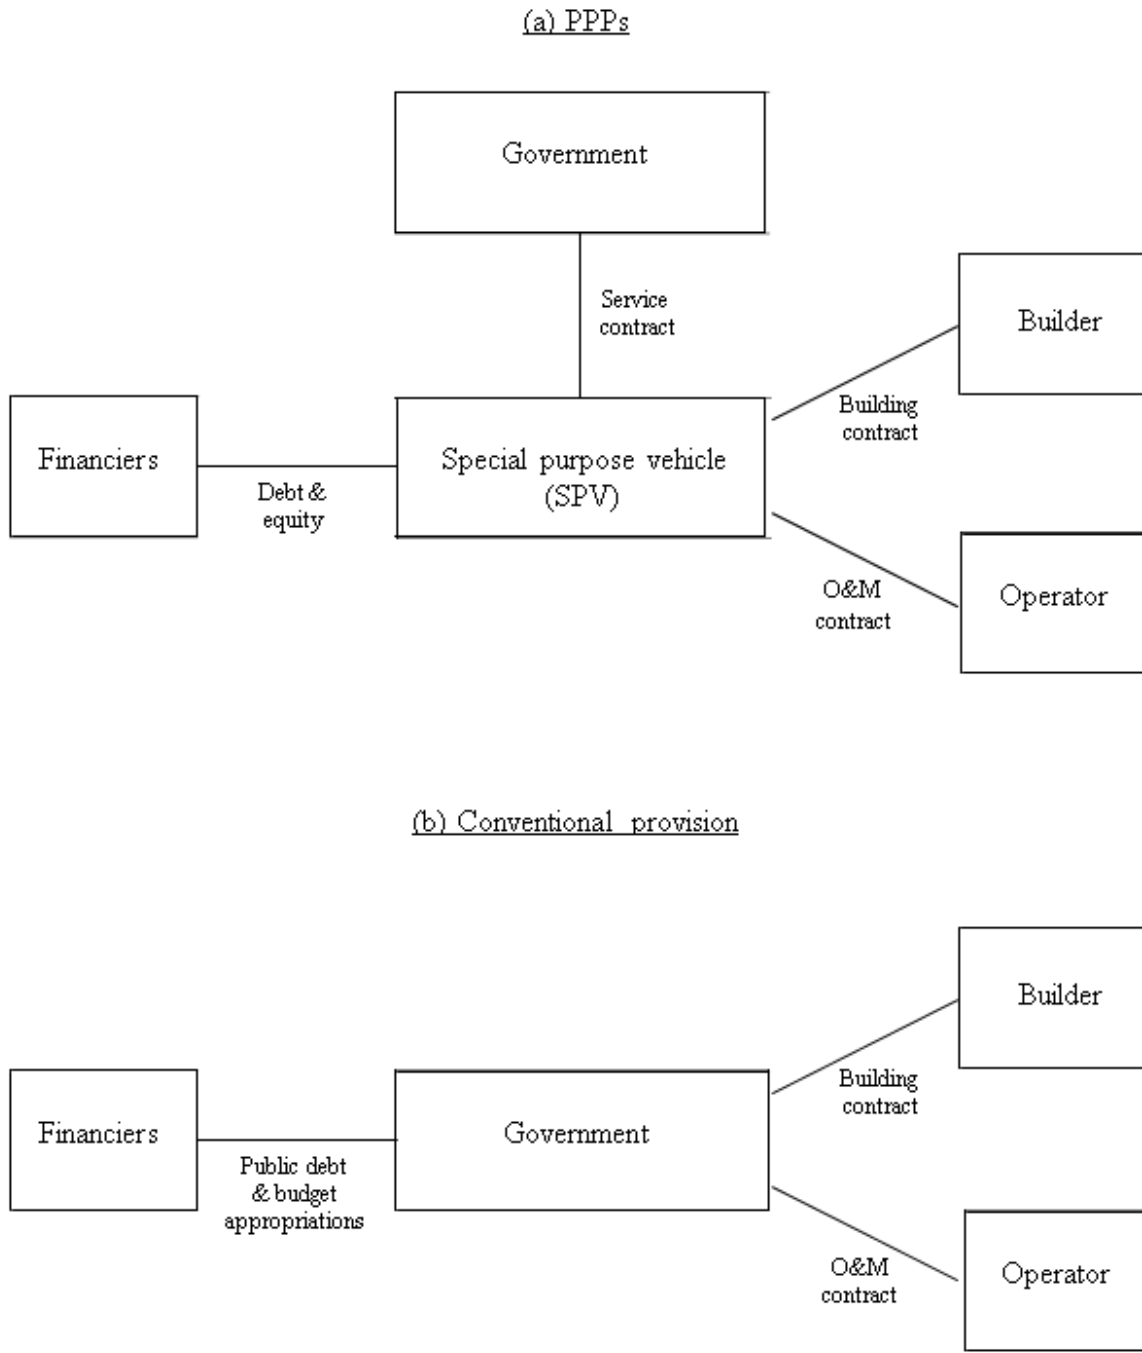 (a) PPPs
Government
Service
contract
Builder
Building
contract
Financiers
Debt &
equity
Special purpose vehicle
(SPV)
O&M
contract
Operator
(b) Conventional provision
Builder
Building
contract
Financiers
Public debt
& budget
appropriations
Government
O&M
contract
Operator